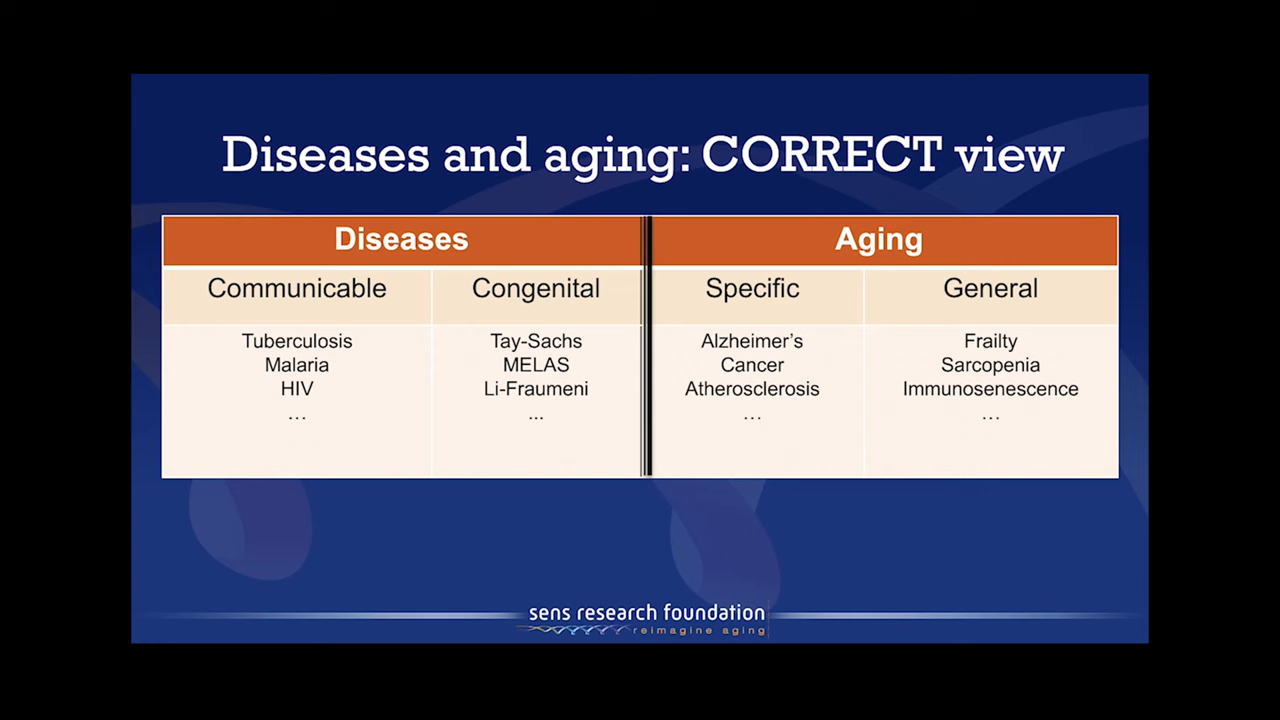 Diseases and aging: CORRECT view
Diseases
Aging
Communicable
Congenital
Specific
General
Tuberculosis
Malaria
HIV
…
Tay-Sachs
MELAS
Li-Fraumeni
...
Alzheimer’s
Cancer
Atherosclerosis
…
Frailty
Sarcopenia
Immunosenescence
…
sens research foundation
reimagine aging